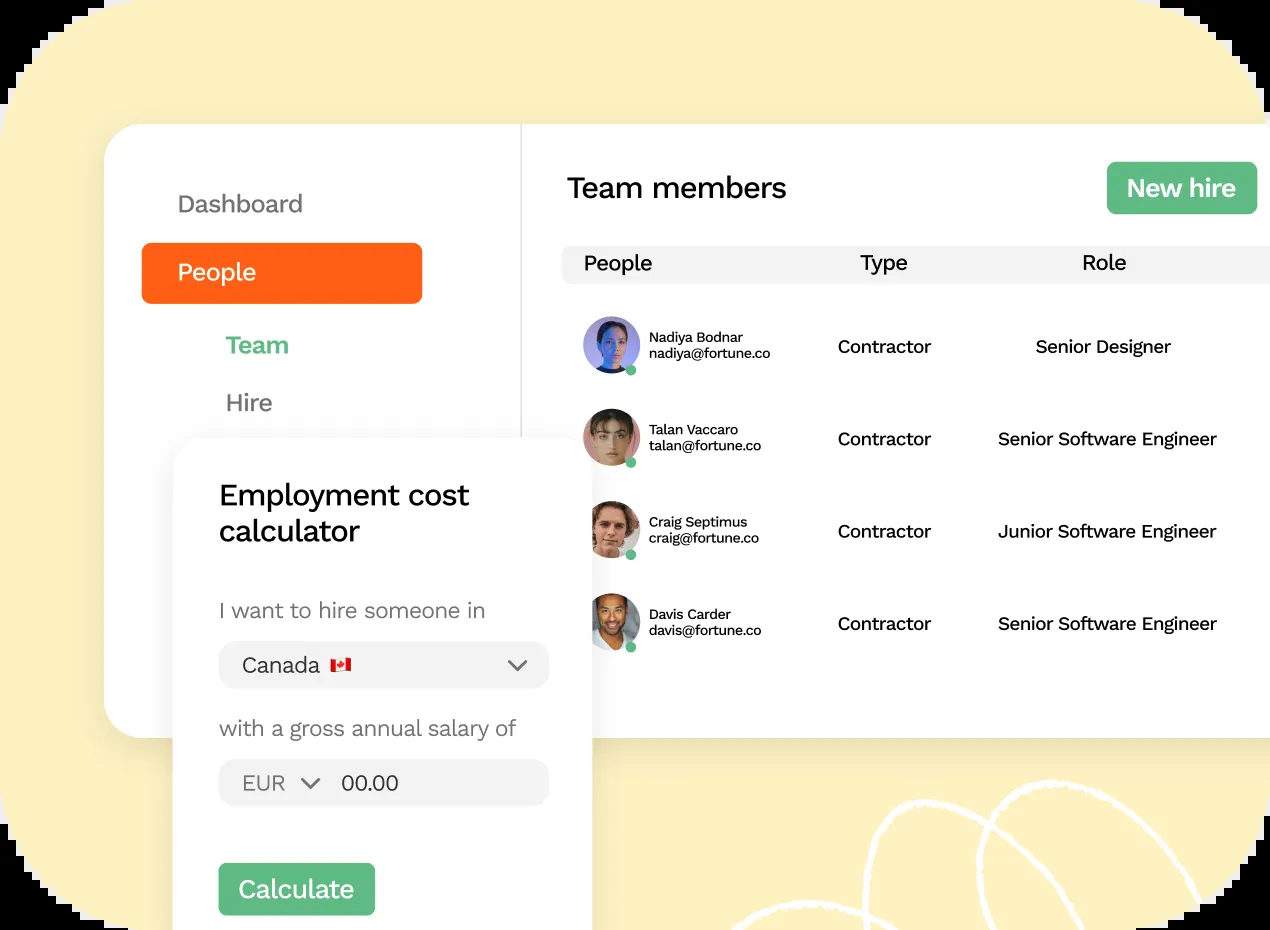 Dashboard
People
Team
Hire
Team members
New hire
People Type Role
Nadiya Bodnar
nadiya@fortune.co
Contractor Senior Designer
Talan Vaccaro
talan@fortune.co
Contractor Senior Software Engineer
Craig Septimus
craig@fortune.co
Contractor Junior Software Engineer
Davis Carder
davis@fortune.co
Contractor Senior Software Engineer
Employment cost
calculator
I want to hire someone in
Canada 🇨🇦
with a gross annual salary of
EUR 00.00
Calculate